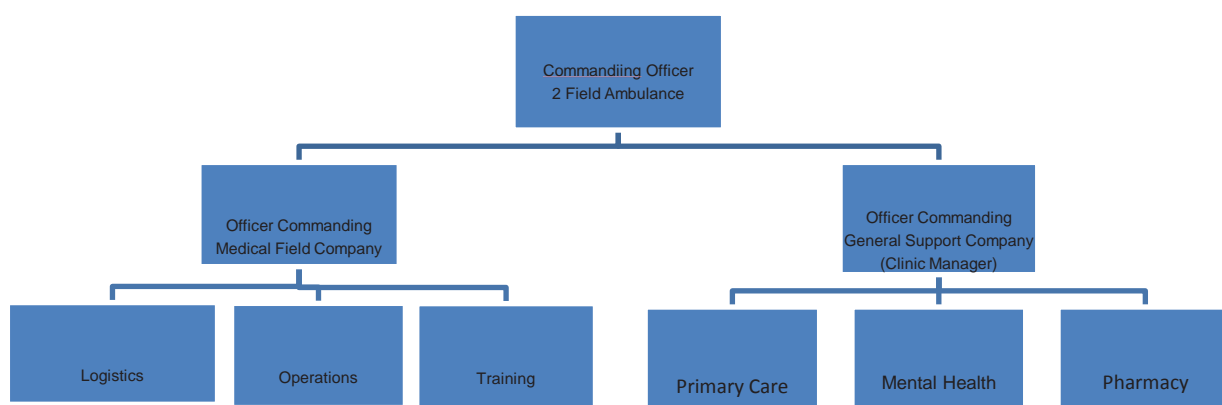 Commandiing Officer
2 Field Ambulance
Officer Commanding
Medical Field Company
Officer Commanding
General Support Company
(Clinic Manager)
Logistics
Operations
Training
Primary Care
Mental Health
Pharmacy